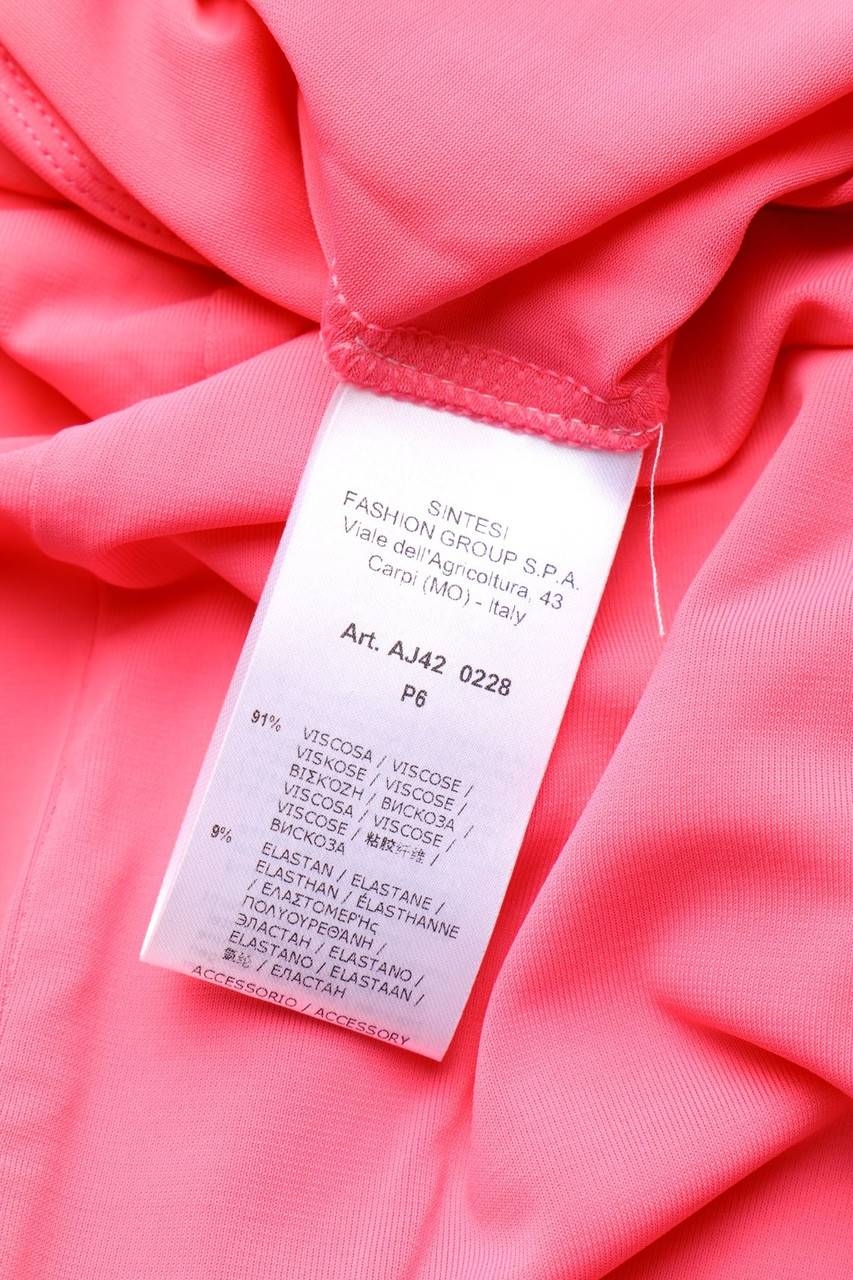 SINTESI
FASHION GROUP S.P.A.
Viale dell'Agricoltura, 43
Carpi (MO) - Italy
Art. AJ42 0228
P6
91% VISCOSA / VISCOSE /
VISKOSE / VISCOSE /
ΒΙΣΚΌΖΗ / ВИСКОЗА /
VISCOSA / VISCOSE /
VISCOSE / 粘胶纤维 /
ВИСКОЗА
9% ELASTAN / ELASTANE /
ELASTHAN / ÉLASTHANNE
/ ΕΛΑΣΤΟΜΕΡΉς
ΠΟΛΥΟΥΡΕΘΆΝΗ /
ЭЛАСТАН / ELASTANO /
ELASTANO / ELASTAAN /
氨纶 / ЕЛАСТАН
ACCESSORIO / ACCESSORY